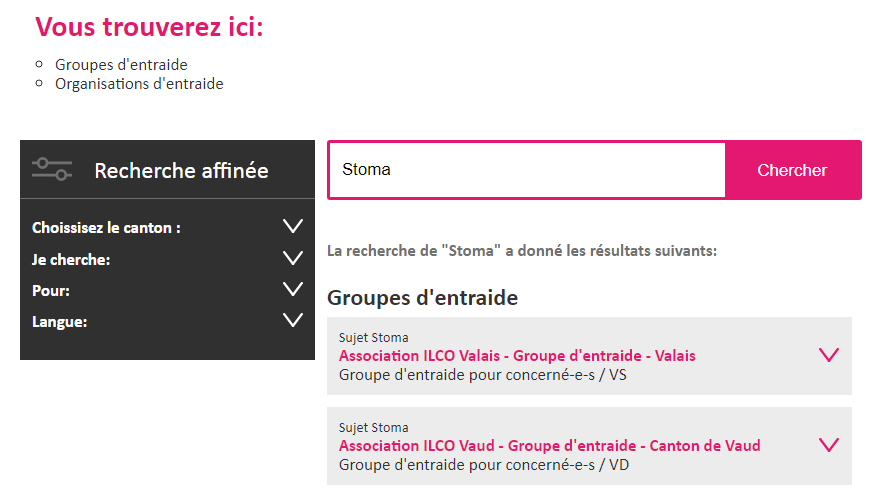 Vous trouverez ici:
Groupes d'entraide
Organisations d'entraide
Recherche affinée
Choissisez le canton :
Je cherche:
Pour:
Langue:
Stoma
Chercher
La recherche de "Stoma" a donné les résultats suivants:
Groupes d'entraide
Sujet Stoma
Association ILCO Valais - Groupe d'entraide - Valais
Groupe d'entraide pour concerné-e-s / VS
Sujet Stoma
Association ILCO Vaud - Groupe d'entraide - Canton de Vaud
Groupe d'entraide pour concerné-e-s / VD